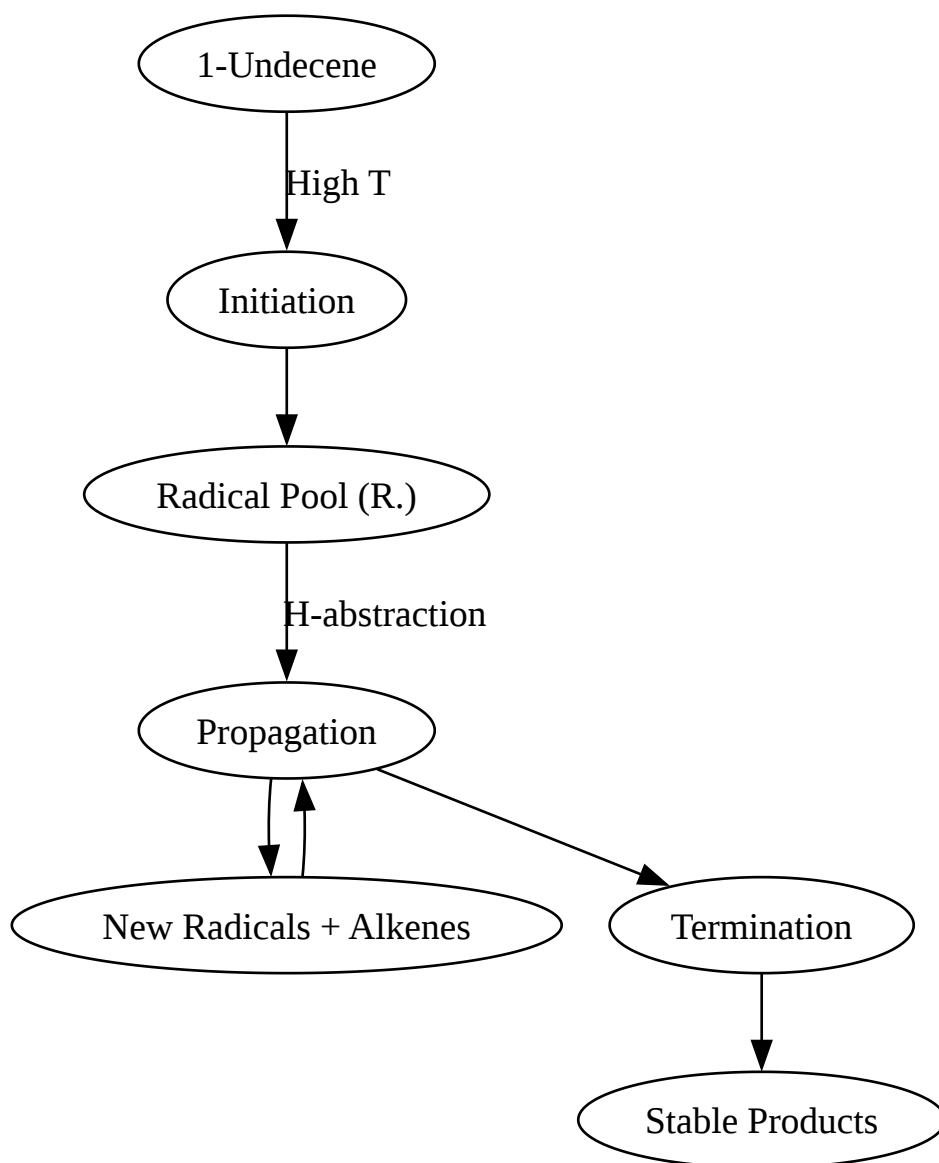 1-Undecene
High T
Initiation
Radical Pool (R.)
H-abstraction
Propagation
New Radicals + Alkenes
Termination
Stable Products